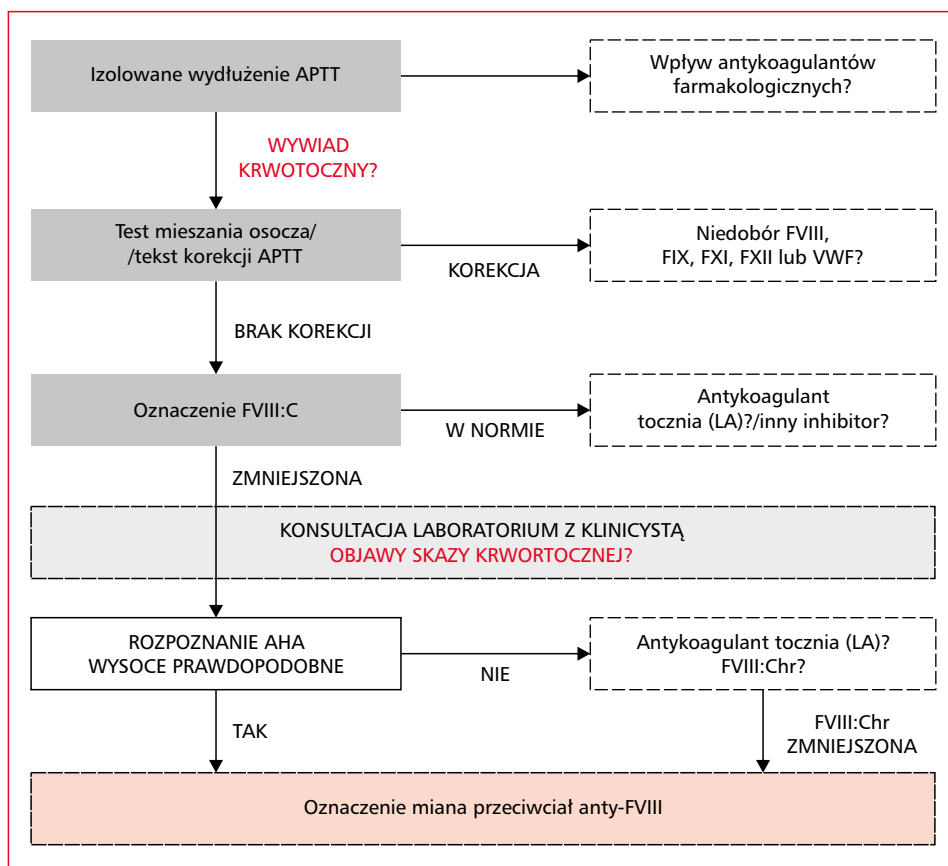 Izolowane wydłużenie APTT
Wpływ antykoagulantów
farmakologicznych?
WYWIAD
KRWOTOCZNY?
Test mieszania osocza/
/tekst korekcji APTT
KOREKCJA
Niedobór FVIII,
FIX, FXI, FXII lub VWF?
BRAK KOREKCJI
Oznaczenie FVIII:C
W NORMIE
Antykoagulant
tocznia (LA)?/inny inhibitor?
ZMNIEJSZONA
KONSULTACJA LABORATORIUM Z KLINICYSTĄ
OBJAWY SKAZY KRWORTOCZNEJ?
ROZPOZNANIE AHA
WYSOCE PRAWDOPODOBNE
NIE
Antykoagulant tocznia (LA)?
FVIII:Chr?
TAK
FVIII:Chr
ZMNIEJSZONA
Oznaczenie miana przeciwciał anty-FVIII